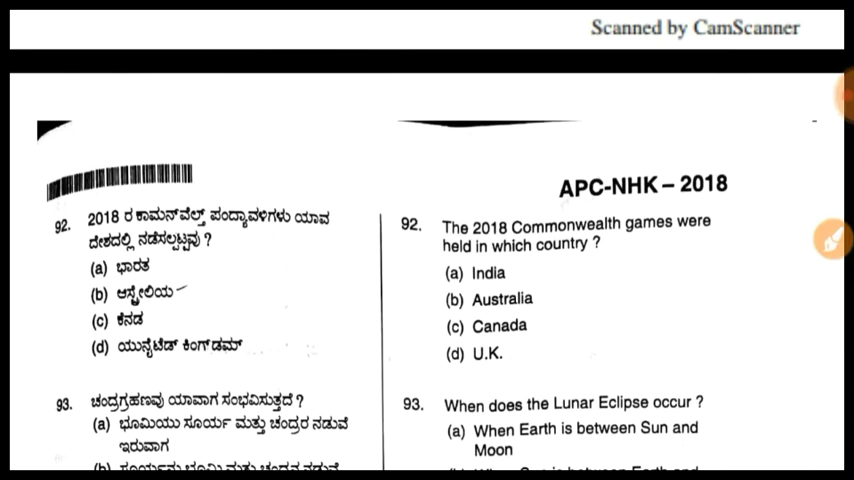 Scanned by CamScanner
APC-NHK – 2018
92. 2018 ರ ಕಾಮನ್‌ವೆಲ್ತ್ ಪಂದ್ಯಾವಳಿಗಳು ಯಾವ
ದೇಶದಲ್ಲಿ ನಡೆಸಲ್ಪಟ್ಟವು ?
(a) ಭಾರತ
(b) ಆಸ್ಟ್ರೇಲಿಯ
(c) ಕೆನಡ
(d) ಯುನೈಟೆಡ್ ಕಿಂಗ್‌ಡಮ್
93. ಚಂದ್ರಗ್ರಹಣವು ಯಾವಾಗ ಸಂಭವಿಸುತ್ತದೆ ?
(a) ಭೂಮಿಯು ಸೂರ್ಯ ಮತ್ತು ಚಂದ್ರರ ನಡುವೆ
ಇರುವಾಗ
92. The 2018 Commonwealth games were
held in which country ?
(a) India
(b) Australia
(c) Canada
(d) U.K.
93. When does the Lunar Eclipse occur ?
(a) When Earth is between Sun and
Moon